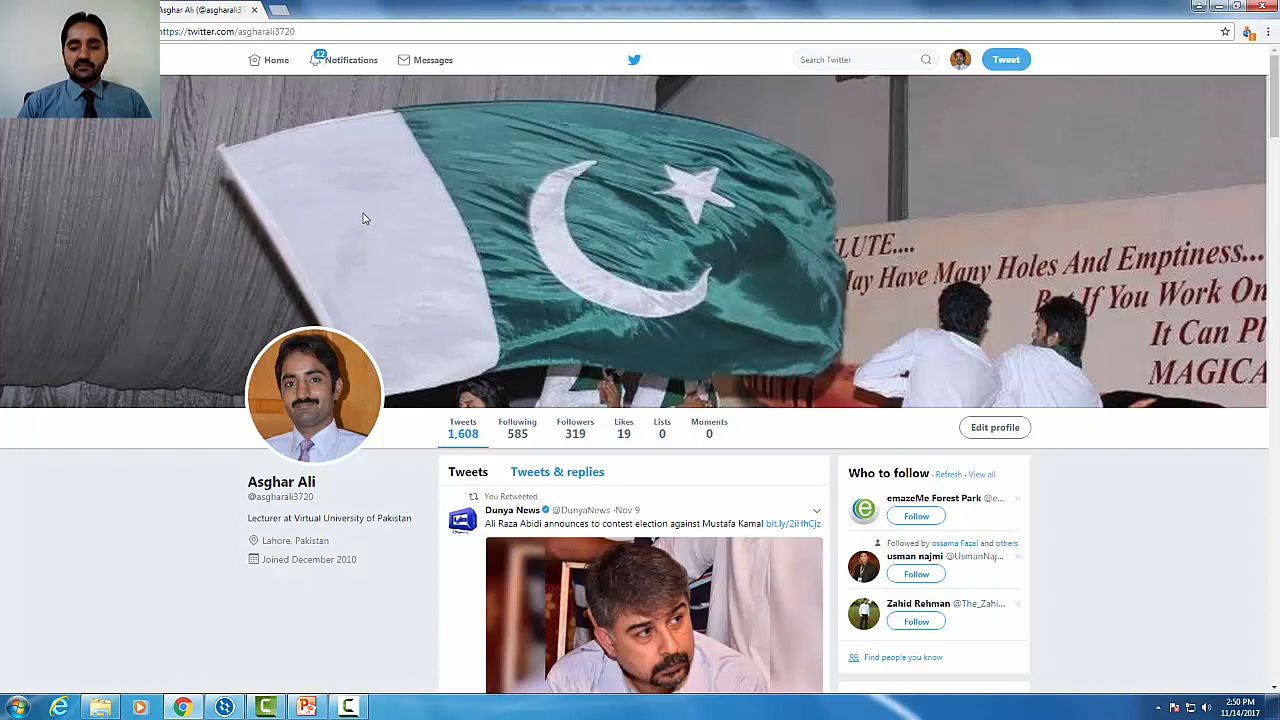 Asghar Ali (@asgharali37
https://twitter.com/asgharali3720
Home
12
Notifications
Messages
Search Twitter
Tweet
LUTE....
May Have Many Holes And Emptiness...
But If You Work On
It Can Pl
MAGICA
Tweets
1,608
Following
585
Followers
319
Likes
19
Lists
0
Moments
0
Edit profile
Asghar Ali
@asgharali3720
Lecturer at Virtual University of Pakistan
Lahore, Pakistan
Joined December 2010
Tweets
Tweets & replies
You Retweeted
Dunya News @DunyaNews · Nov 9
Ali Raza Abidi announces to contest election against Mustafa Kamal bit.ly/2iHhCjz
Who to follow · Refresh · View all
emazeMe Forest Park @e...
Follow
Followed by ossama Fazal and others
usman najmi @UsmanNaj...
Follow
Zahid Rehman @The_Zahi...
Follow
Find people you know
2:50 PM
11/14/2017